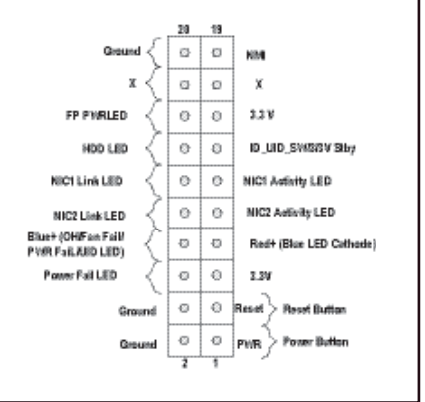 20 19
Ground NMI
X X
FP PWRLED 3.3 V
HDD LED ID_UID_SW/3/3V Stby
NIC1 Link LED NIC1 Activity LED
NIC2 Link LED NIC2 Activity LED
Blue+ (OH/Fan Fail/
PWR FaiL/UID LED) Red+ (Blue LED Cathode)
Power Fail LED 3.3V
Ground Reset Reset Button
Ground PWR Power Button
2 1